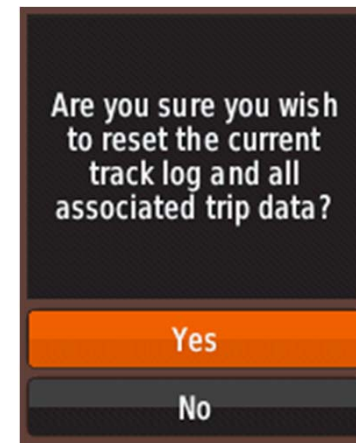 Are you sure you wish
to reset the current
track log and all
associated trip data?
Yes
No